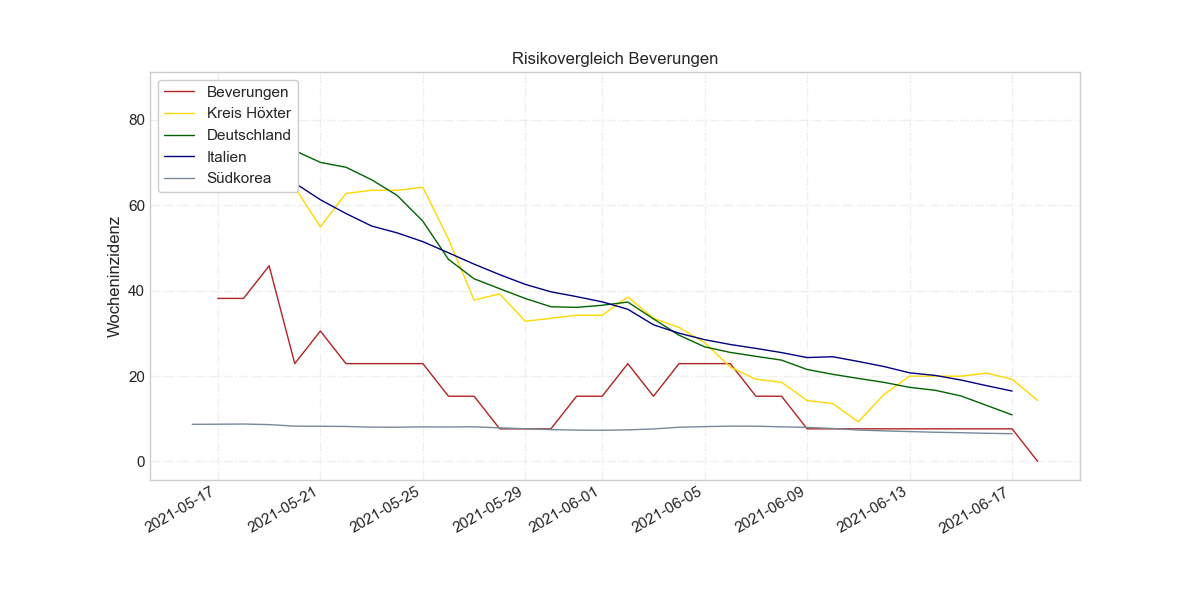 Risikovergleich Beverungen
Beverungen
Kreis Höxter
Deutschland
Italien
Südkorea
Wocheninzidenz
80
60
40
20
0
2021-05-17
2021-05-21
2021-05-25
2021-05-29
2021-06-01
2021-06-05
2021-06-09
2021-06-13
2021-06-17